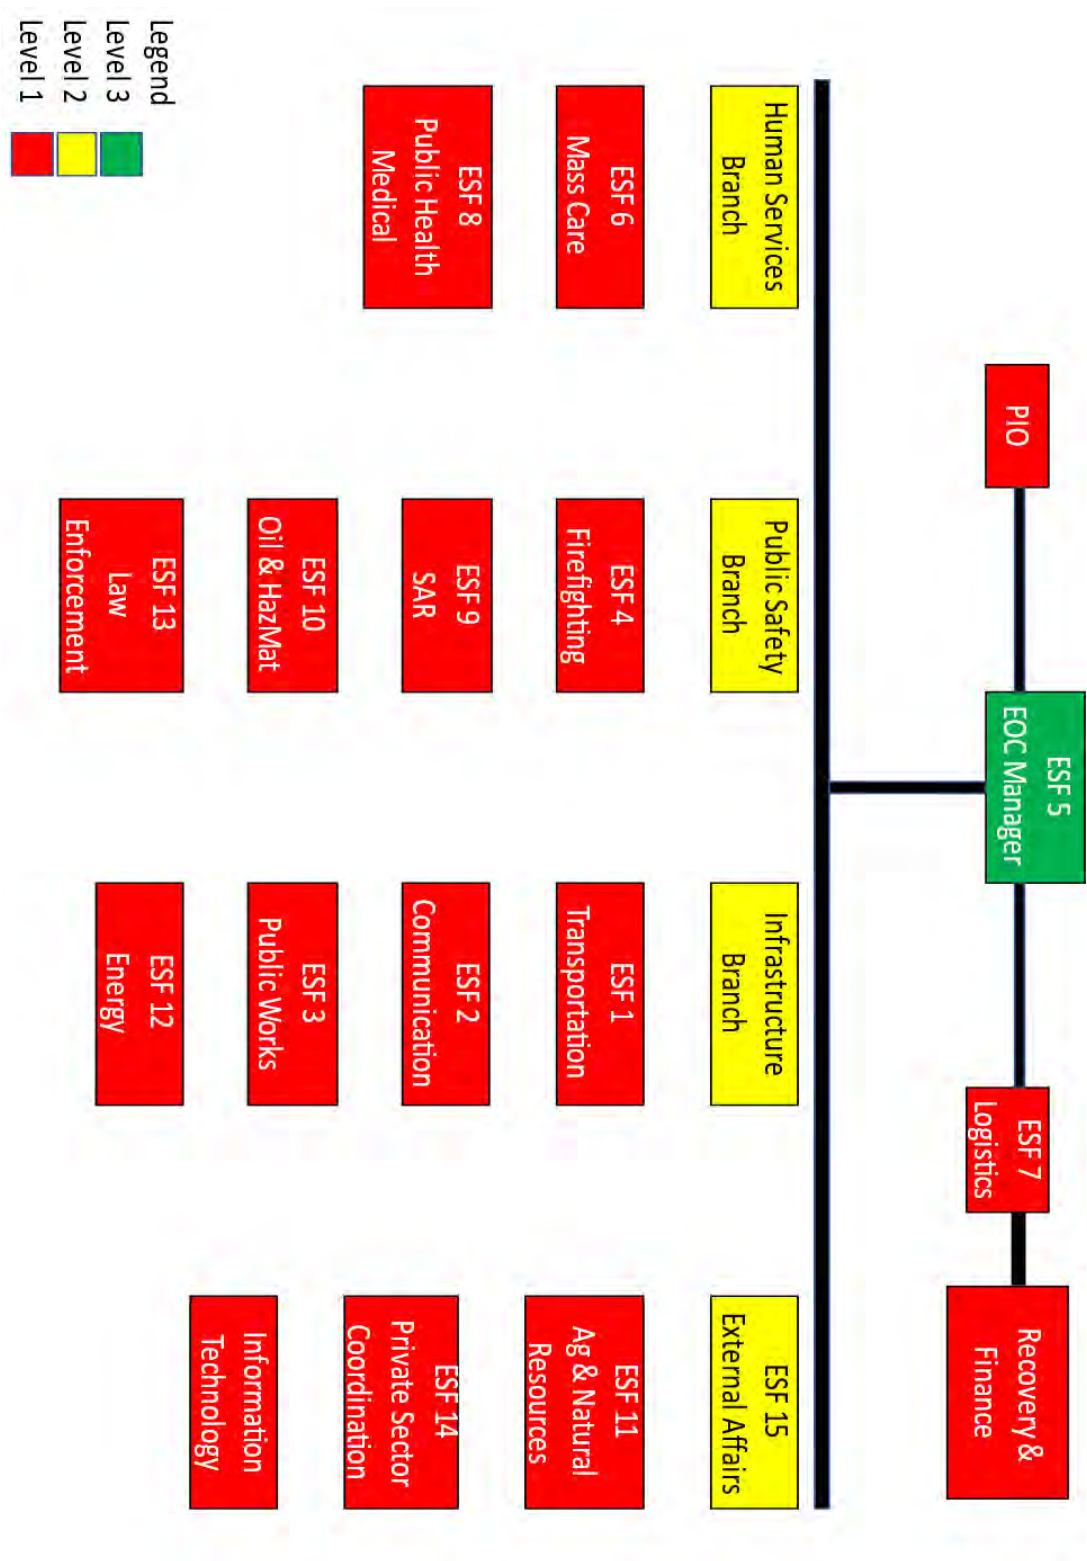 PIO
ESF 5
EOC Manager
ESF 7
Logistics
Recovery &
Finance
Human Services
Branch
ESF 6
Mass Care
ESF 8
Public Health
Medical
Public Safety
Branch
ESF 4
Firefighting
ESF 9
SAR
ESF 10
Oil & HazMat
ESF 13
Law
Enforcement
Infrastructure
Branch
ESF 1
Transportation
ESF 2
Communication
ESF 3
Public Works
ESF 12
Energy
ESF 15
External Affairs
ESF 11
Ag & Natural
Resources
ESF 14
Private Sector
Coordination
Information
Technology
Legend
Level 3
Level 2
Level 1